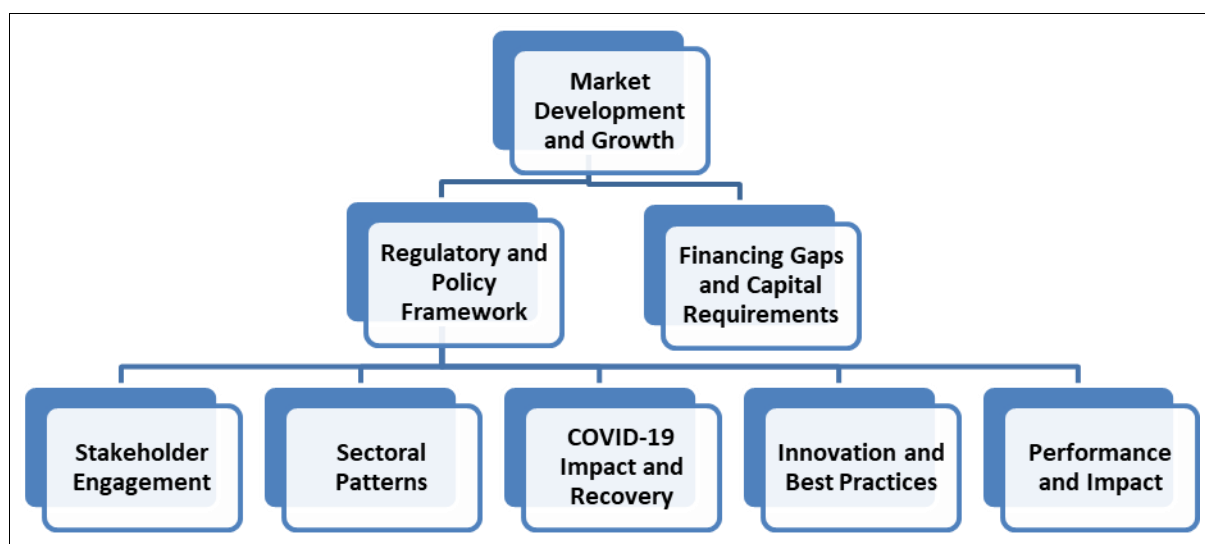 Market
Development
and Growth
Regulatory and
Policy
Framework
Financing Gaps
and Capital
Requirements
Stakeholder
Engagement
Sectoral
Patterns
COVID-19
Impact and
Recovery
Innovation and
Best Practices
Performance
and Impact